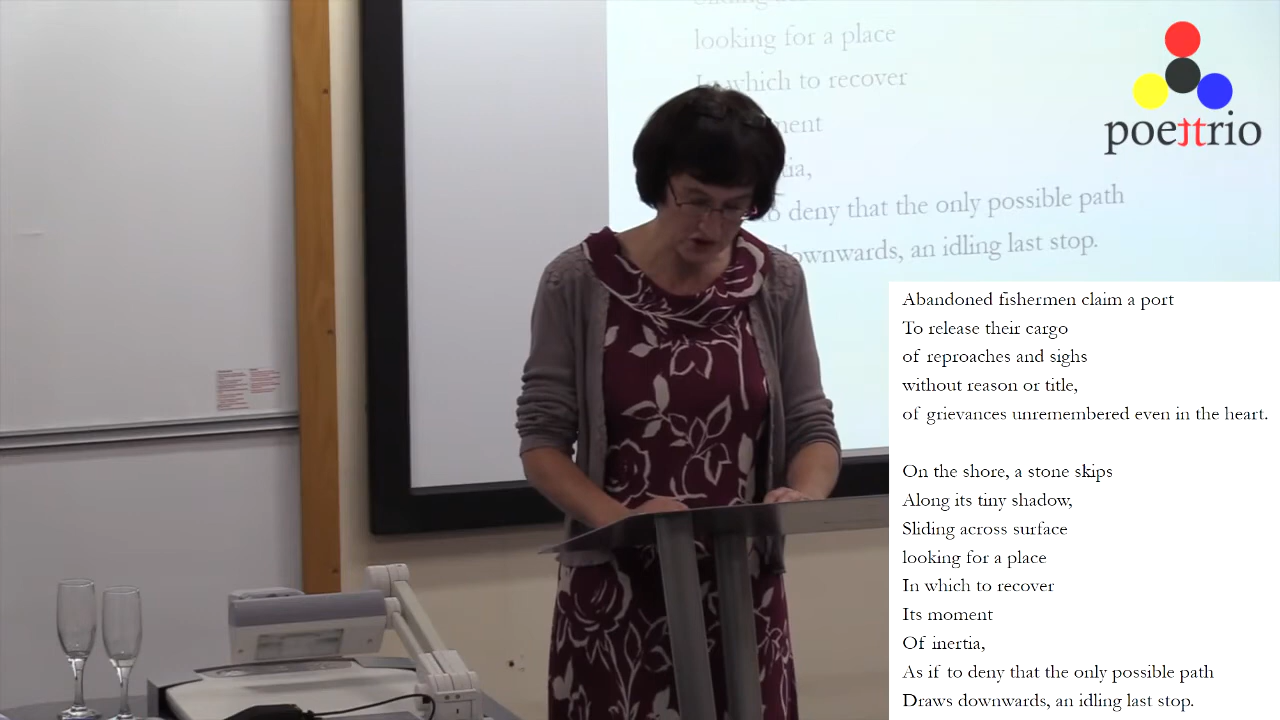 looking for a place
which to recover
deny that the only possible path
downwards, an idling last stop.
poettrio
Abandoned fishermen claim a port
To release their cargo
of reproaches and sighs
without reason or title,
of grievances unremembered even in the heart.
On the shore, a stone skips
Along its tiny shadow,
Sliding across surface
looking for a place
In which to recover
Its moment
Of inertia,
As if to deny that the only possible path
Draws downwards, an idling last stop.